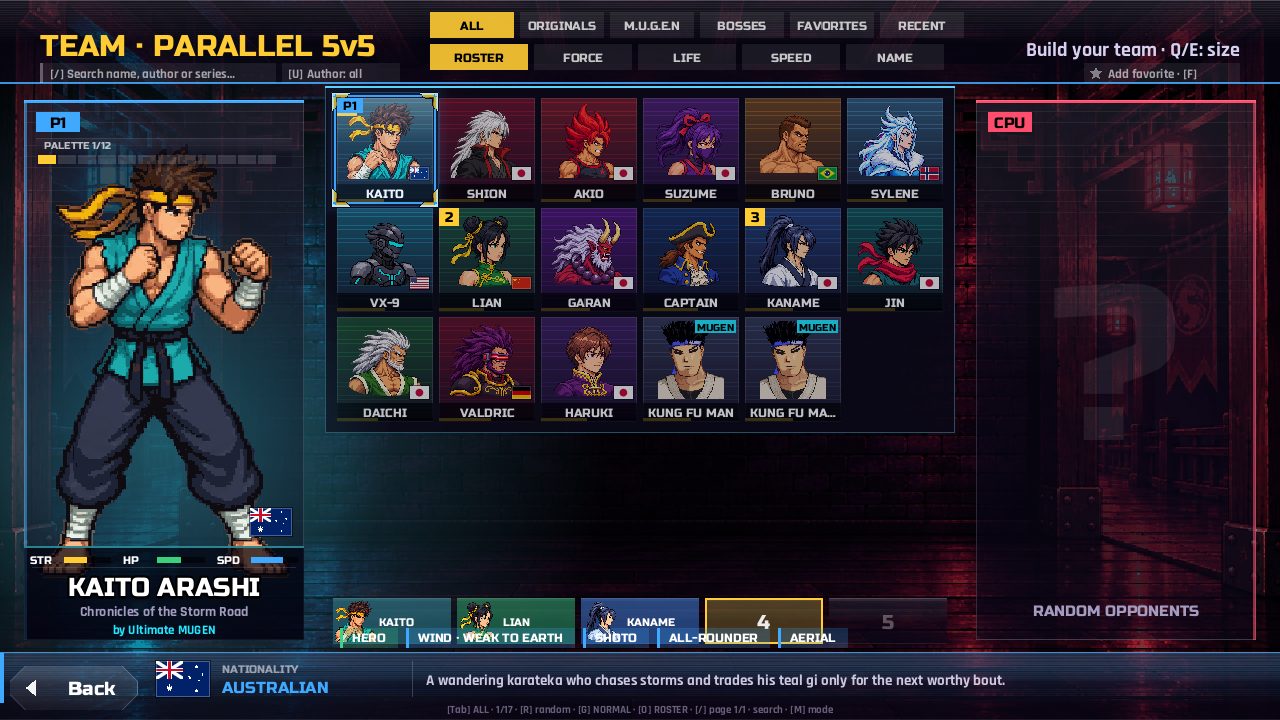 TEAM · PARALLEL 5v5
[/] Search name, author or series...
[U] Author: all
ALL
ORIGINALS
M.U.G.E.N
BOSSES
FAVORITES
RECENT
ROSTER
FORCE
LIFE
SPEED
NAME
Build your team · Q/E: size
Add favorite · [F]
P1
PALETTE 1/12
P1
KAITO
SHION
AKIO
SUZUME
BRUNO
SYLENE
VX-9
2
LIAN
GARAN
CAPTAIN
3
KANAME
JIN
DAICHI
VALDRIC
HARUKI
MUGEN
KUNG FU MAN
MUGEN
KUNG FU MA...
CPU
?
RANDOM OPPONENTS
STR
HP
SPD
KAITO ARASHI
Chronicles of the Storm Road
by Ultimate MUGEN
KAITO
LIAN
KANAME
4
5
HERO
WIND · WEAK TO EARTH
SHOTO
ALL-ROUNDER
AERIAL
Back
NATIONALITY
AUSTRALIAN
A wandering karateka who chases storms and trades his teal gi only for the next worthy bout.
[Tab] ALL · 1/17 · [R] random · [G] NORMAL · [O] ROSTER · [/] page 1/1 · search · [M] mode